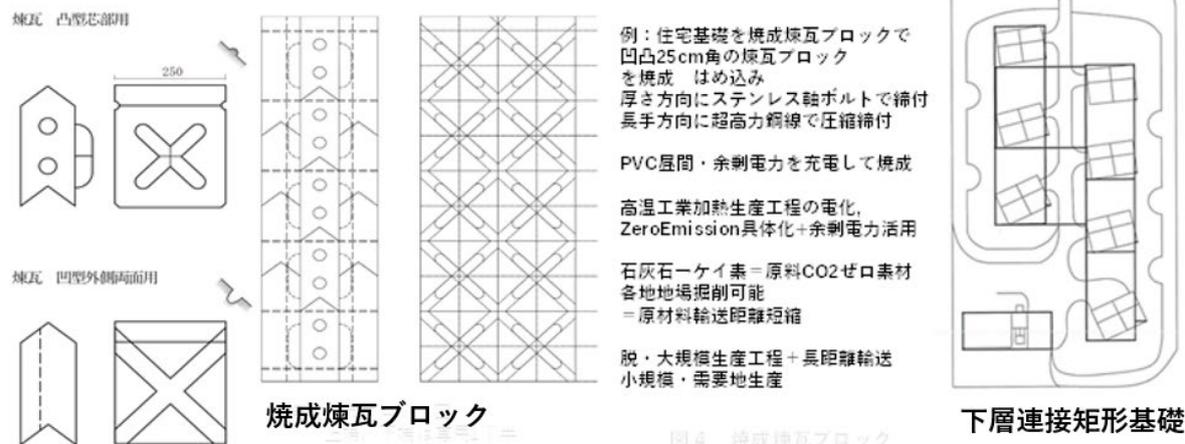 煉瓦　凸型芯部用
250
煉瓦　凹型外側両面用
焼成煉瓦ブロック
例：住宅基礎を焼成煉瓦ブロックで
凹凸25cm角の煉瓦ブロック
を焼成　はめ込み
厚さ方向にステンレス軸ボルトで締付
長手方向に超高力鋼線で圧縮締付
PVC昼間・余剰電力を充電して焼成
高温工業加熱生産工程の電化,
ZeroEmission具体化+余剰電力活用
石灰石ーケイ素＝原料CO2ゼロ素材
各地地場掘削可能
＝原材料輸送距離短縮
脱・大規模生産工程＋長距離輸送
小規模・需要地生産
図4　焼成煉瓦ブロック
下層連接矩形基礎